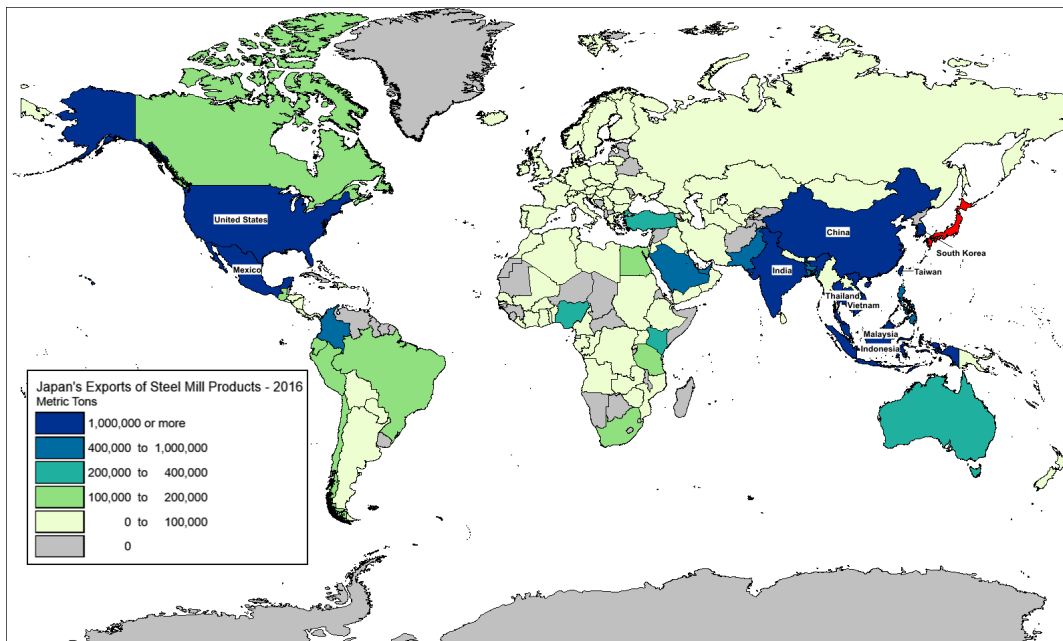 United States
Mexico
China
South Korea
India
Taiwan
Thailand
Vietnam
Malaysia
Indonesia
Japan's Exports of Steel Mill Products - 2016
Metric Tons
1,000,000 or more
400,000 to 1,000,000
200,000 to 400,000
100,000 to 200,000
0 to 100,000
0